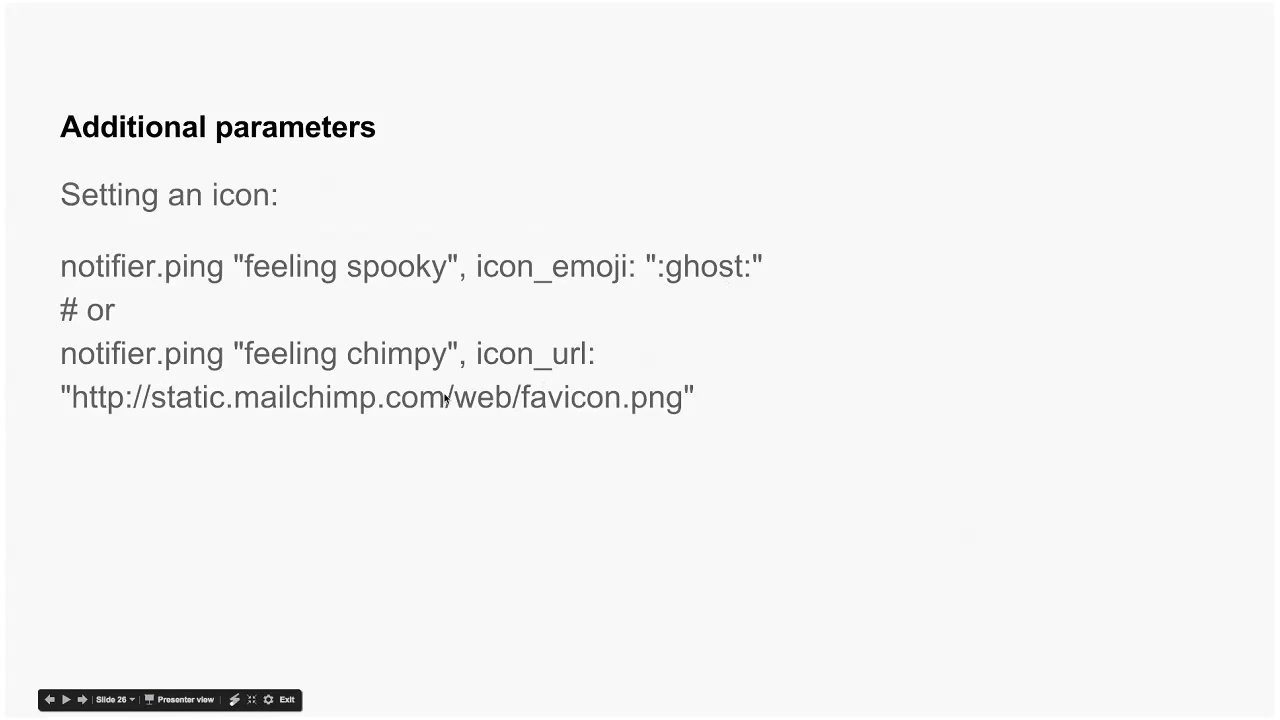 Additional parameters
Setting an icon:
notifier.ping "feeling spooky", icon_emoji: ":ghost:"
# or
notifier.ping "feeling chimpy", icon_url:
"http://static.mailchimp.com/web/favicon.png"
Slide 26 Presenter view Exit